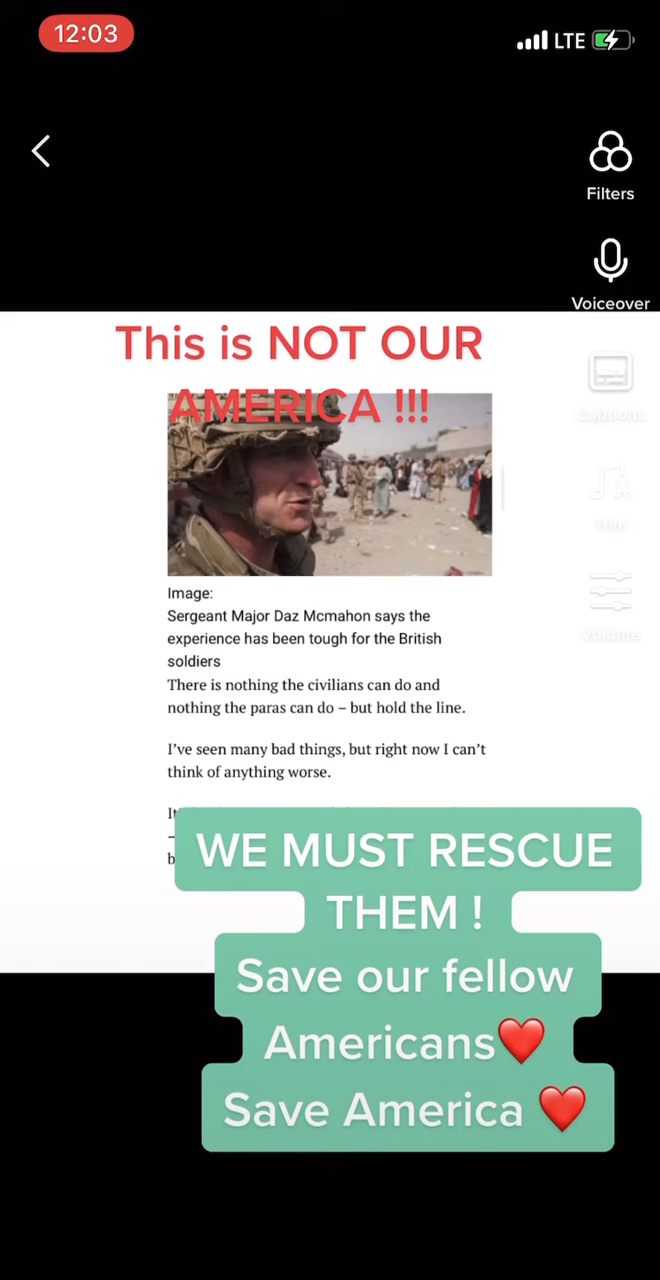 12:03
LTE
Filters
Voiceover
This is NOT OUR
AMERICA !!!
Captions
Trim
Volume
Image:
Sergeant Major Daz Mcmahon says the
experience has been tough for the British
soldiers
There is nothing the civilians can do and
nothing the paras can do – but hold the line.
I’ve seen many bad things, but right now I can’t
think of anything worse.
WE MUST RESCUE
THEM !
Save our fellow
Americans❤️
Save America ❤️